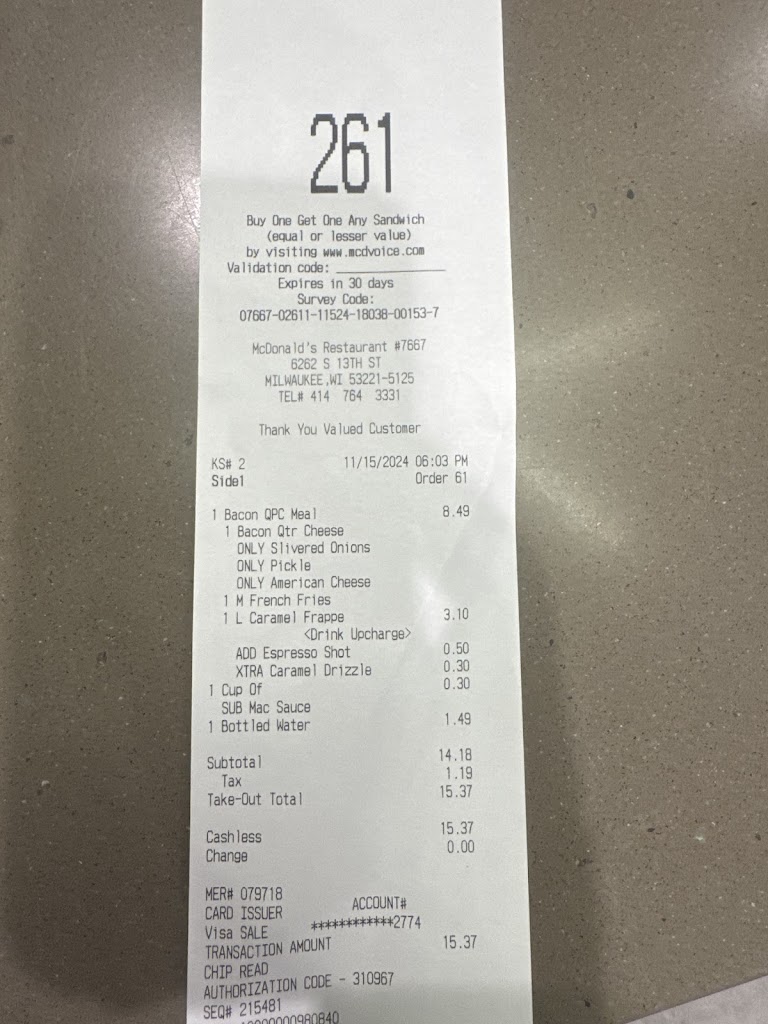 261
Buy One Get One Any Sandwich
(equal or lesser value)
by visiting www.mcdvoice.com
Validation code: ______________
Expires in 30 days
Survey Code:
07667-02611-11524-18038-00153-7
McDonald's Restaurant #7667
6262 S 13TH ST
MILWAUKEE,WI 53221-5125
TEL# 414 764 3331
Thank You Valued Customer
KS# 2 11/15/2024 06:03 PM
Side1 Order 61
1 Bacon QPC Meal 8.49
1 Bacon Qtr Cheese
ONLY Slivered Onions
ONLY Pickle
ONLY American Cheese
1 M French Fries
1 L Caramel Frappe 3.10
<Drink Upcharge>
ADD Espresso Shot 0.50
XTRA Caramel Drizzle 0.30
1 Cup Of 0.30
SUB Mac Sauce
1 Bottled Water 1.49
Subtotal 14.18
Tax 1.19
Take-Out Total 15.37
Cashless 15.37
Change 0.00
MER# 079718
CARD ISSUER ACCOUNT#
Visa SALE ************2774
TRANSACTION AMOUNT 15.37
CHIP READ
AUTHORIZATION CODE - 310967
SEQ# 215481